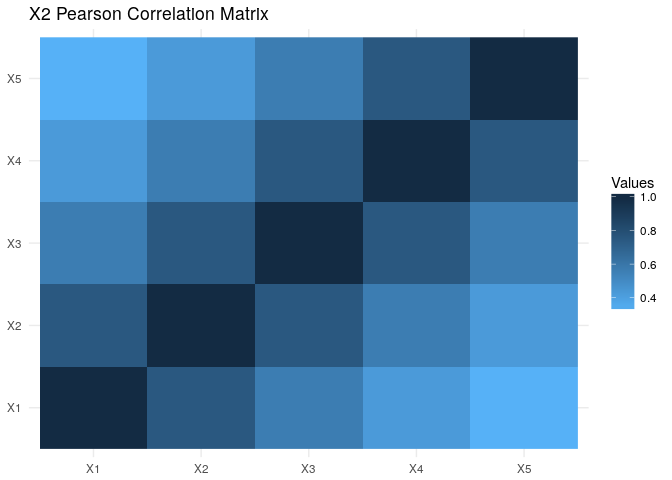 X2 Pearson Correlation Matrix
X5
X4
X3
X2
X1
X1 X2 X3 X4 X5
Values
1.0
0.8
0.6
0.4